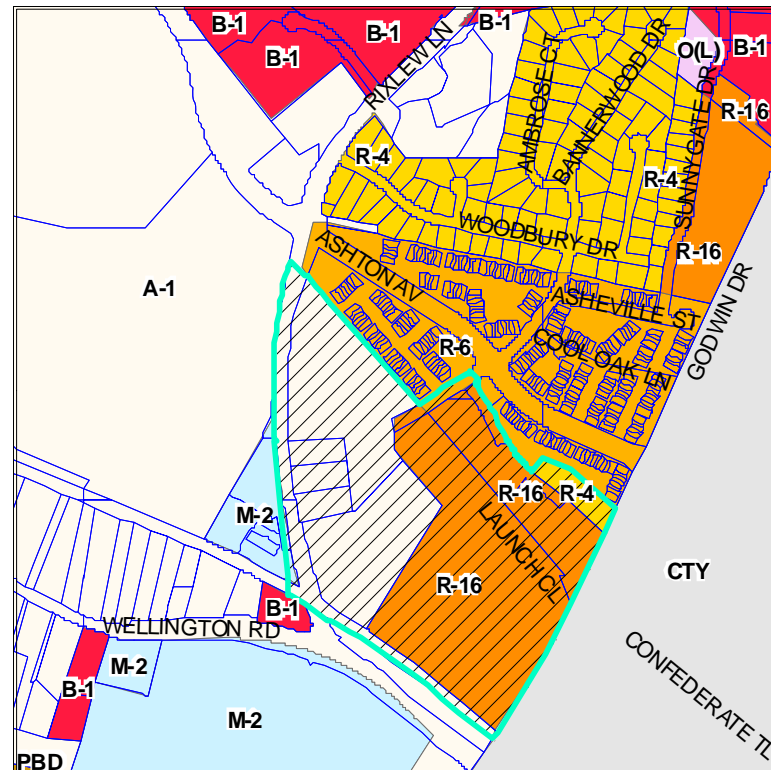 B-1
B-1
B-1
B-1
O(L)
B-1
RIXLEW LN
AMBROSE CT
BANNERWOOD DR
SUNNYGATE DR
R-16
R-4
R-4
WOODBURY DR
R-16
ASHTON AV
A-1
ASHEVILLE ST
GODWIN DR
R-6
COOL OAK LN
R-16
R-4
M-2
LAUNCH CL
CTY
R-16
B-1
WELLINGTON RD
CONFEDERATE TL
M-2
B-1
M-2
PBD